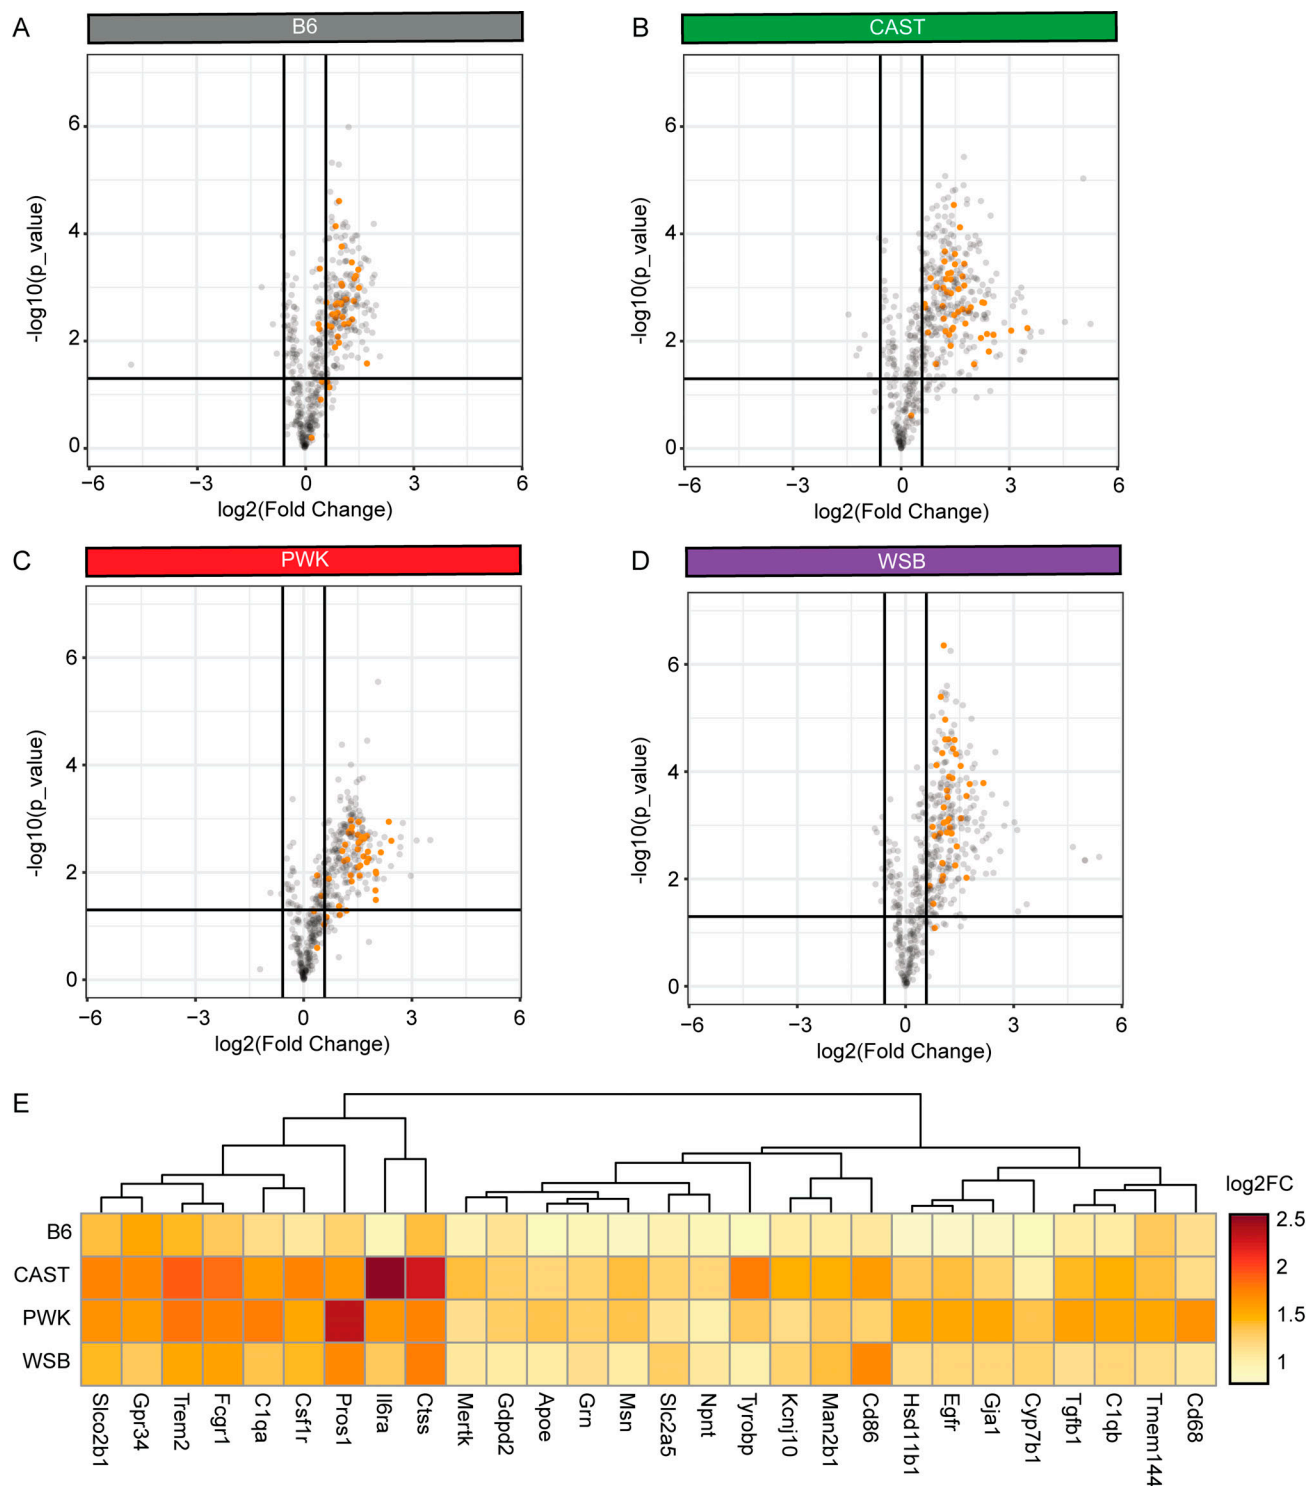 A
B6
-log10(p_value)
6
4
2
0
−6
−3
0
3
6
log2(Fold Change)
B
CAST
-log10(p_value)
6
4
2
0
−6
−3
0
3
6
log2(Fold Change)
C
PWK
-log10(p_value)
6
4
2
0
−6
−3
0
3
6
log2(Fold Change)
D
WSB
-log10(p_value)
6
4
2
0
−6
−3
0
3
6
log2(Fold Change)
E
B6
CAST
PWK
WSB
Slco2b1
Gpr34
Trem2
Fcgr1
C1qa
Csf1r
Pros1
Il6ra
Ctss
Mertk
Gdpd2
Apoe
Grn
Msn
Slc2a5
Npnt
Tyrobp
Kcnj10
Man2b1
Cd86
Hsd11b1
Egfr
Gja1
Cyp7b1
Tgfb1
C1qb
Tmem144
Cd68
log2FC
2.5
2
1.5
1